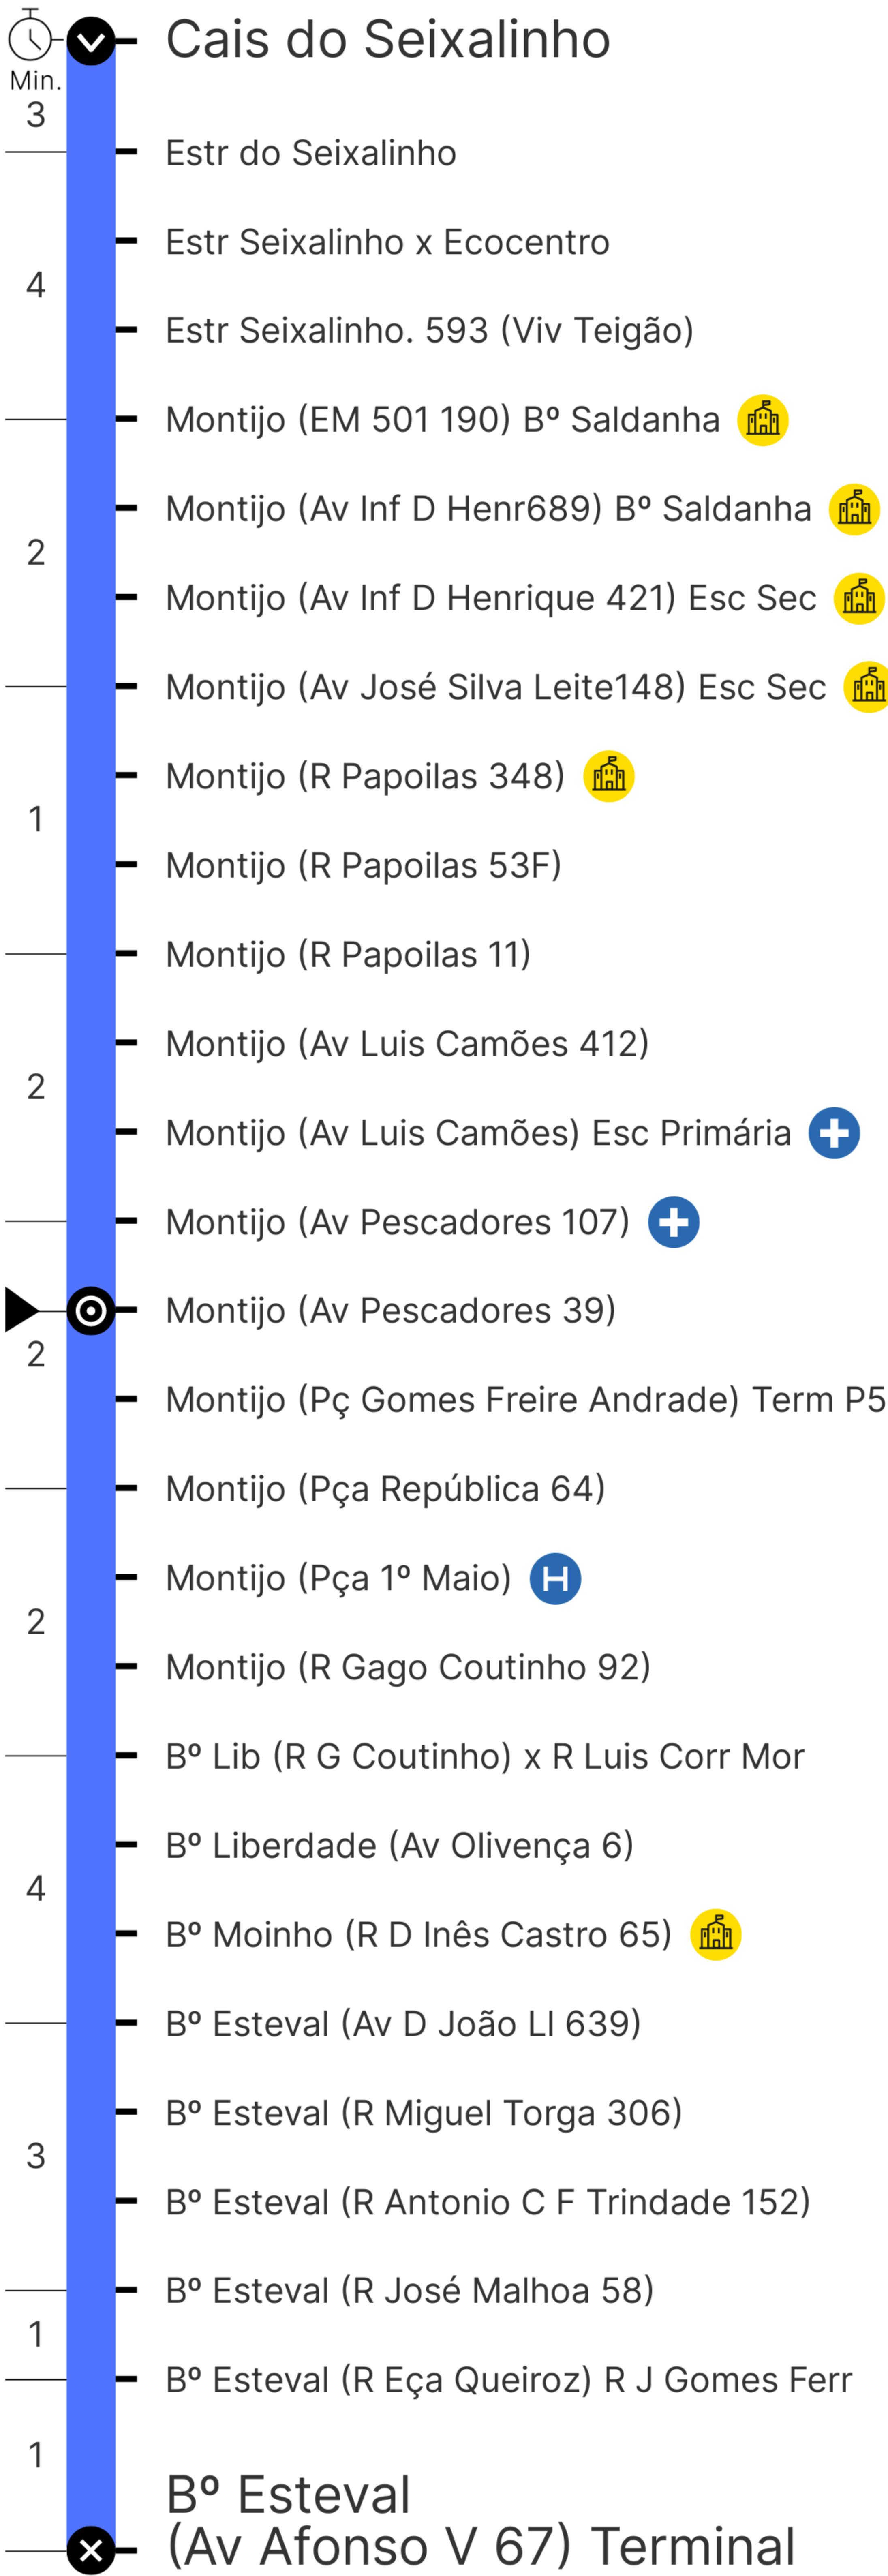 Cais do Seixalinho
Min.
3
Estr do Seixalinho
Estr Seixalinho x Ecocentro
4
Estr Seixalinho. 593 (Viv Teigão)
Montijo (EM 501 190) Bº Saldanha
Montijo (Av Inf D Henr689) Bº Saldanha
2
Montijo (Av Inf D Henrique 421) Esc Sec
Montijo (Av José Silva Leite148) Esc Sec
Montijo (R Papoilas 348)
1
Montijo (R Papoilas 53F)
Montijo (R Papoilas 11)
Montijo (Av Luis Camões 412)
2
Montijo (Av Luis Camões) Esc Primária
Montijo (Av Pescadores 107)
Montijo (Av Pescadores 39)
2
Montijo (Pç Gomes Freire Andrade) Term P5
Montijo (Pça República 64)
Montijo (Pça 1º Maio) H
2
Montijo (R Gago Coutinho 92)
Bº Lib (R G Coutinho) x R Luis Corr Mor
Bº Liberdade (Av Olivença 6)
4
Bº Moinho (R D Inês Castro 65)
Bº Esteval (Av D João LI 639)
Bº Esteval (R Miguel Torga 306)
3
Bº Esteval (R Antonio C F Trindade 152)
Bº Esteval (R José Malhoa 58)
1
Bº Esteval (R Eça Queiroz) R J Gomes Ferr
1
Bº Esteval
(Av Afonso V 67) Terminal